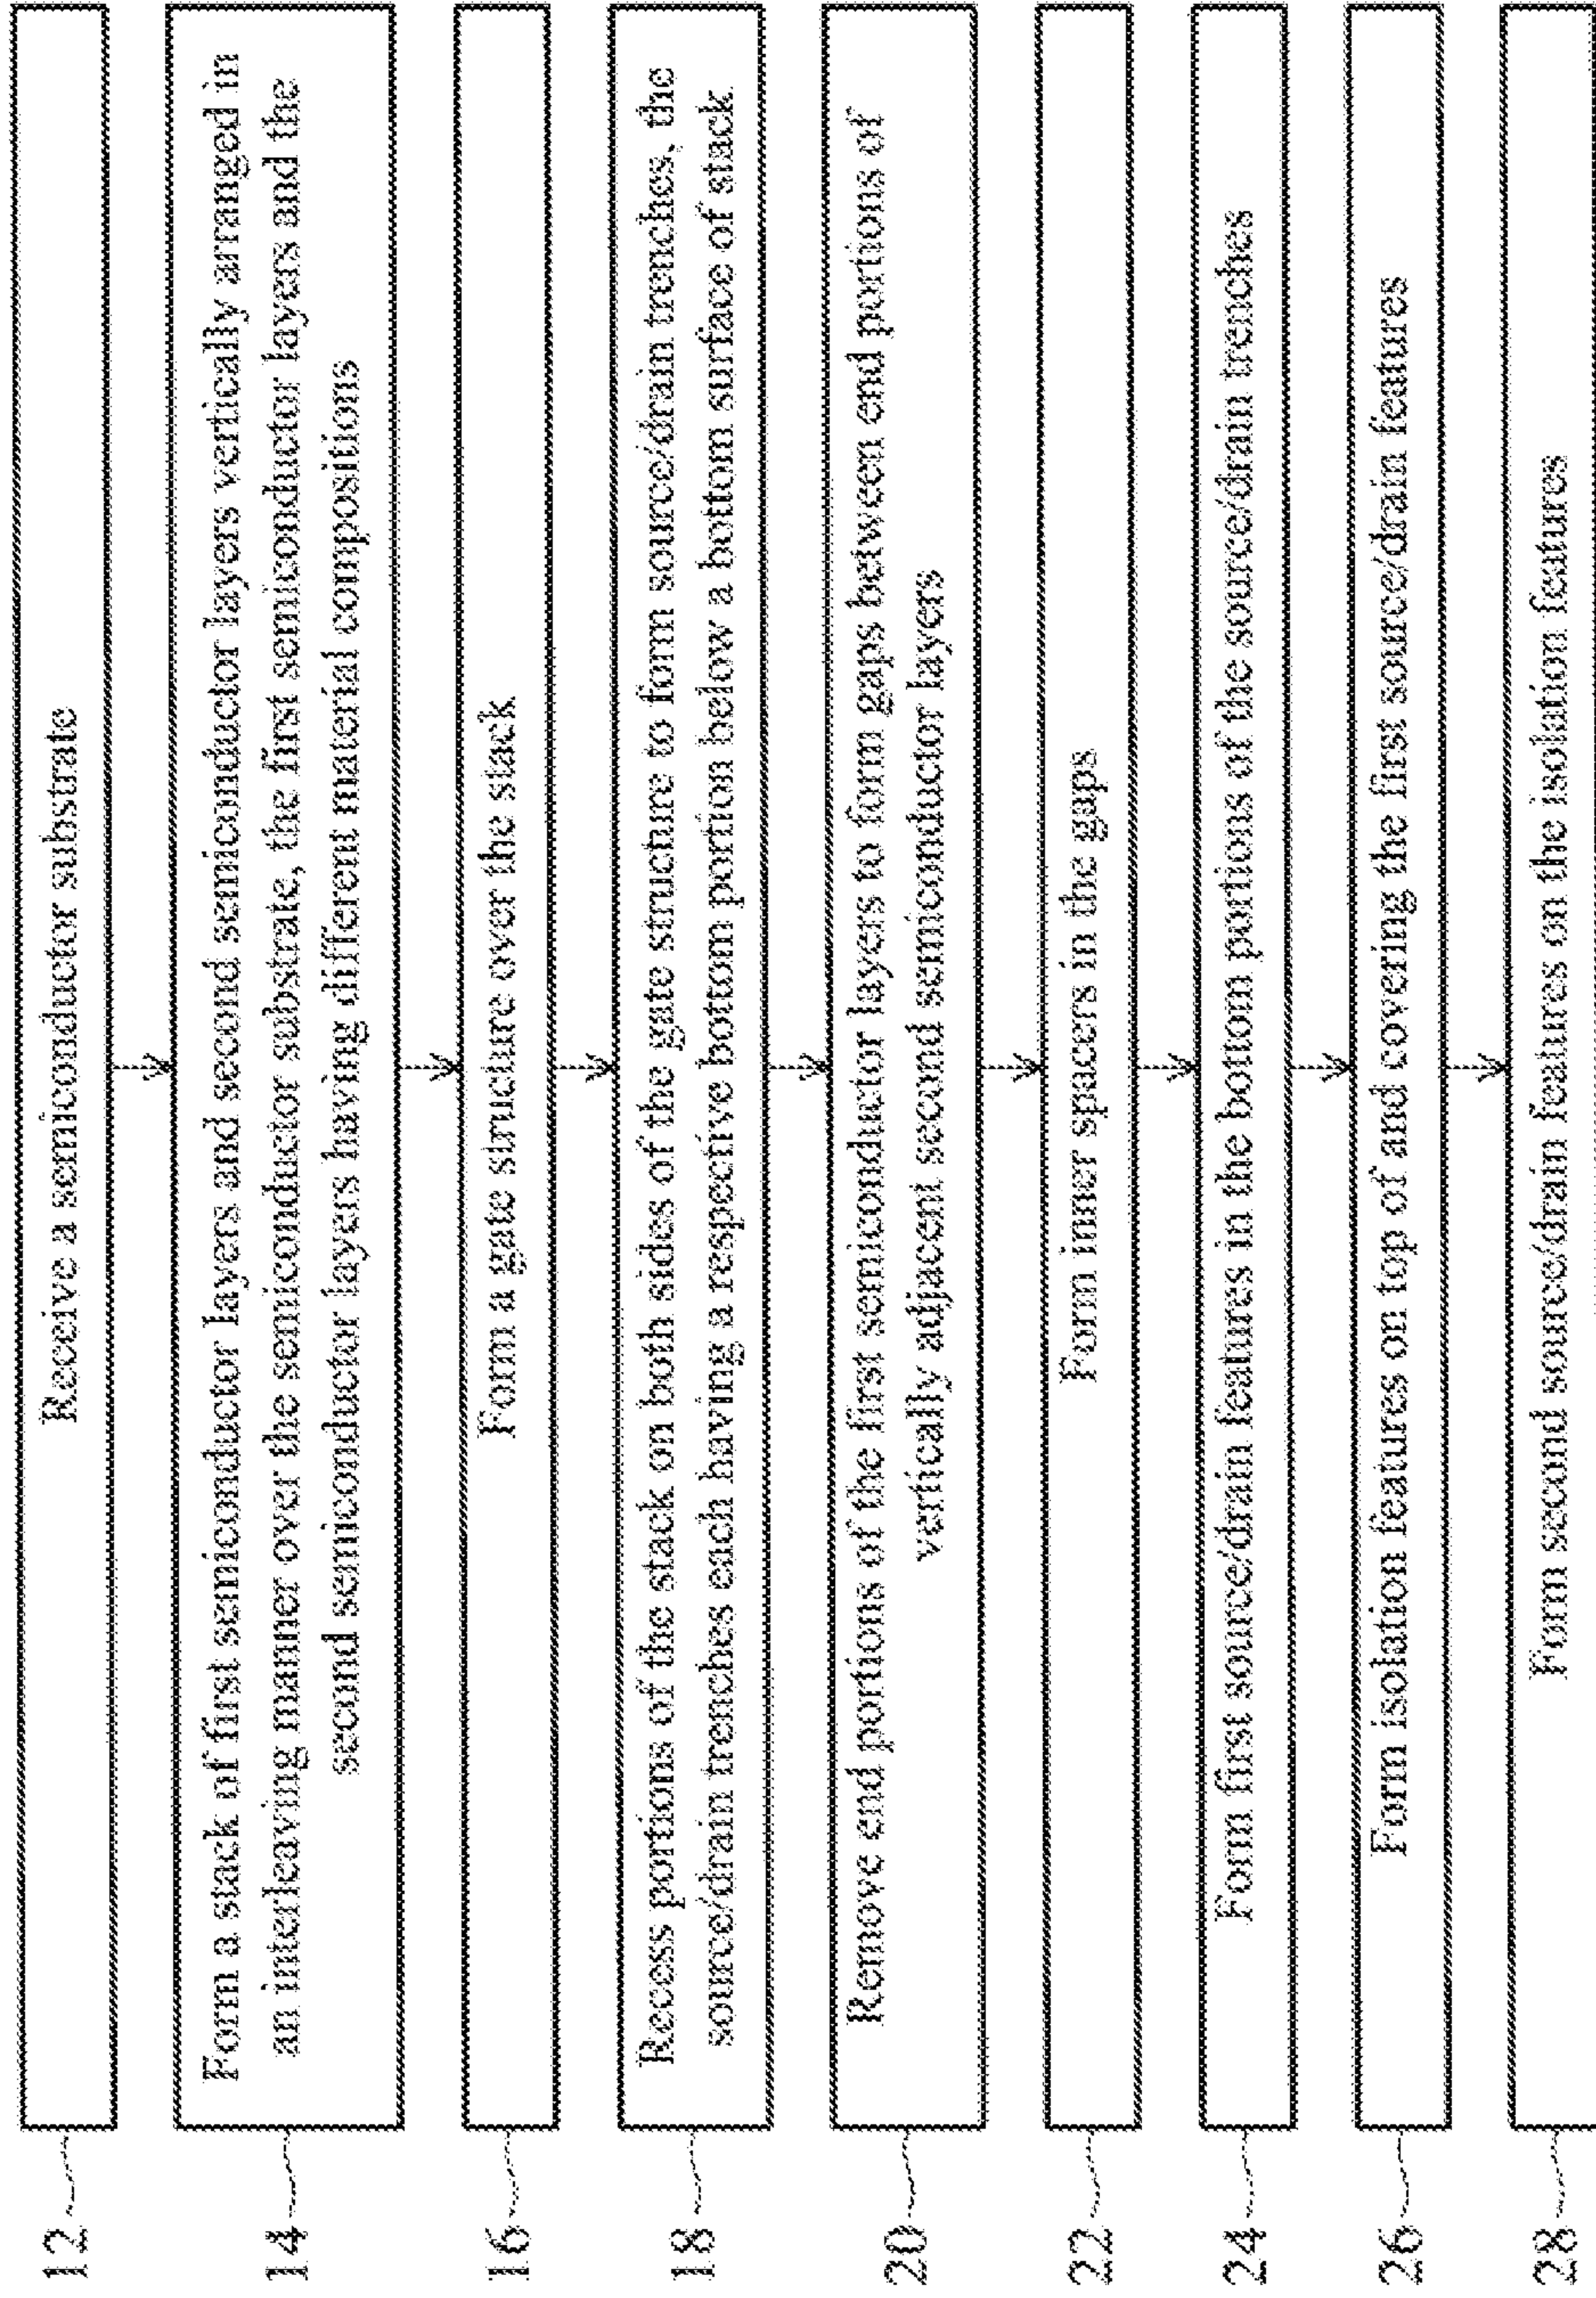 12
Receive a semiconductor substrate
14
Form a stack of first semiconductor layers and second semiconductor layers vertically arranged in
an interleaving manner over the semiconductor substrate, the first semiconductor layers and the
second semiconductor layers having different material compositions
16
Form a gate structure over the stack
18
Recess portions of the stack on both sides of the gate structure to form source/drain trenches, the
source/drain trenches each having a respective bottom portion below a bottom surface of stack
20
Remove end portions of the first semiconductor layers to form gaps between end portions of
vertically adjacent second semiconductor layers
22
Form inner spacers in the gaps
24
Form first source/drain features in the bottom portions of the source/drain trenches
26
Form isolation features on top of and covering the first source/drain features
28
Form second source/drain features on the isolation features